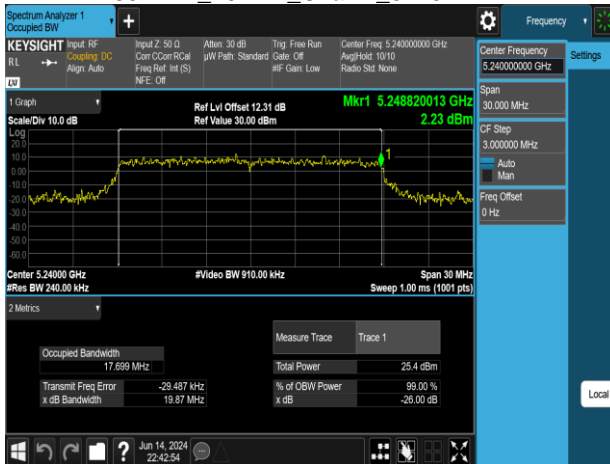 Spectrum Analyzer 1
Occupied BW
+
Frequency
KEYSIGHT
RL
LXI
Input: RF
Coupling: DC
Align: Auto
Input Z: 50 Ω
Corr CCorr RCal
Freq Ref: Int (S)
NFE: Off
Atten: 30 dB
µW Path: Standard
Trig: Free Run
Gate: Off
#IF Gain: Low
Center Freq: 5.240000000 GHz
Avg|Hold: 10/10
Radio Std: None
Center Frequency
5.240000000 GHz
Settings
Span
30.000 MHz
CF Step
3.000000 MHz
Auto
Man
Freq Offset
0 Hz
Local
1 Graph
Scale/Div 10.0 dB
Ref Lvl Offset 12.31 dB
Ref Value 30.00 dBm
Mkr1 5.248820013 GHz
2.23 dBm
Log
20.0
10.0
0.00
-10.0
-20.0
-30.0
-40.0
-50.0
-60.0
1
Center 5.24000 GHz
#Res BW 240.00 kHz
#Video BW 910.00 kHz
Span 30 MHz
Sweep 1.00 ms (1001 pts)
2 Metrics
Measure Trace Trace 1
Occupied Bandwidth
17.699 MHz
Total Power 25.4 dBm
Transmit Freq Error -29.487 kHz
% of OBW Power 99.00 %
x dB Bandwidth 19.87 MHz
x dB -26.00 dB
?
Jun 14, 2024
22:42:54